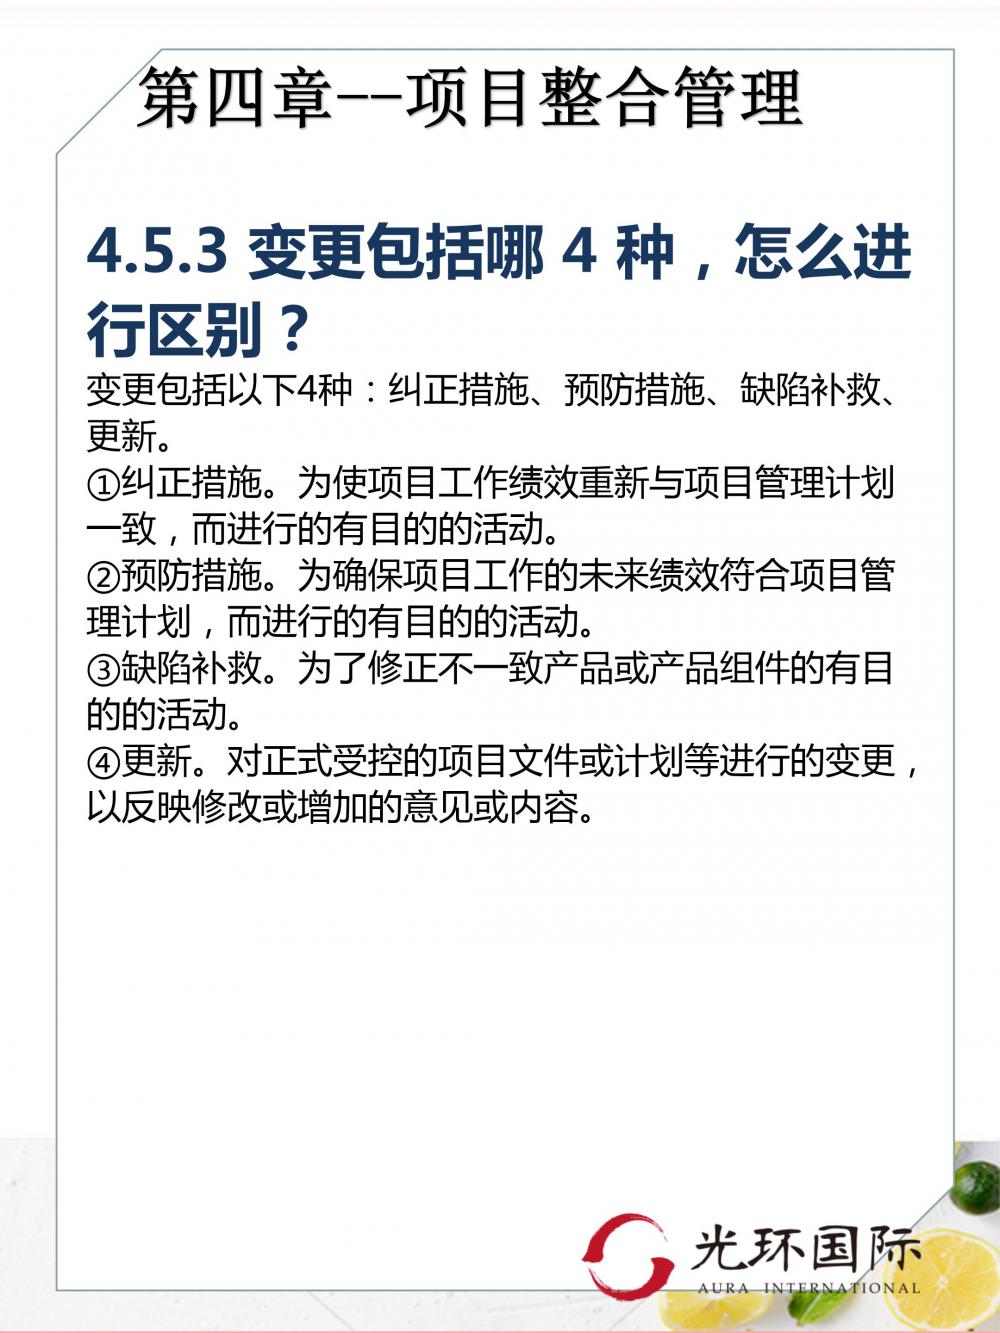 第四章--项目整合管理
4.5.3 变更包括哪 4 种，怎么进
行区别？
变更包括以下4种：纠正措施、预防措施、缺陷补救、
更新。
①纠正措施。为使项目工作绩效重新与项目管理计划
一致，而进行的有目的的活动。
②预防措施。为确保项目工作的未来绩效符合项目管
理计划，而进行的有目的的活动。
③缺陷补救。为了修正不一致产品或产品组件的有目
的的活动。
④更新。对正式受控的项目文件或计划等进行的变更，
以反映修改或增加的意见或内容。
光环国际
AURA INTERNATIONAL